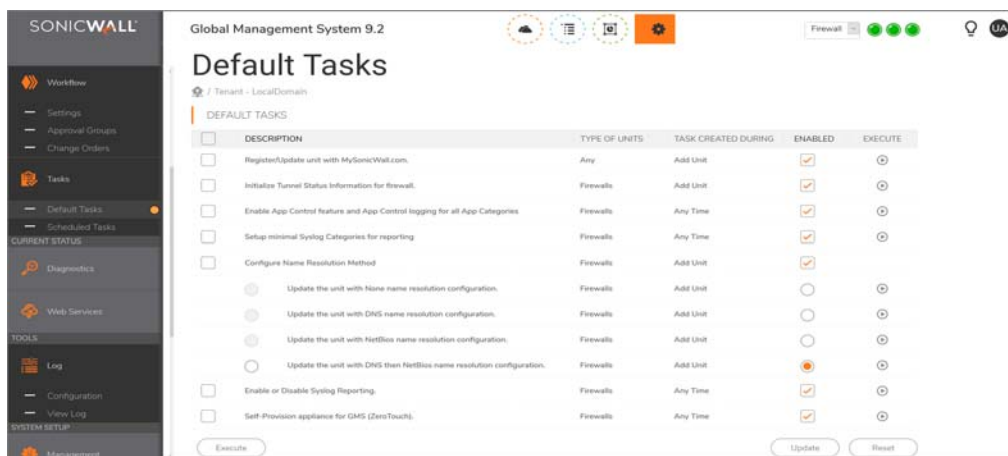 SONICWALL
Global Management System 9.2
Firewall
UA
Default Tasks
/ Tenant - LocalDomain
Workflow
Settings
Approval Groups
Change Orders
Tasks
Default Tasks
Scheduled Tasks
CURRENT STATUS
Diagnostics
Web Services
TOOLS
Log
Configuration
View Log
SYSTEM SETUP
Management
DEFAULT TASKS
DESCRIPTION TYPE OF UNITS TASK CREATED DURING ENABLED EXECUTE
Register/Update unit with MySonicWall.com. Any Add Unit
Initialize Tunnel Status Information for firewall. Firewalls Add Unit
Enable App Control feature and App Control logging for all App Categories Firewalls Any Time
Setup minimal Syslog Categories for reporting Firewalls Any Time
Configure Name Resolution Method Firewalls Add Unit
Update the unit with None name resolution configuration. Firewalls Add Unit
Update the unit with DNS name resolution configuration. Firewalls Add Unit
Update the unit with NetBios name resolution configuration. Firewalls Add Unit
Update the unit with DNS then NetBios name resolution configuration. Firewalls Add Unit
Enable or Disable Syslog Reporting. Firewalls Any Time
Self-Provision appliance for GMS (ZeroTouch). Firewalls Any Time
Execute Update Reset